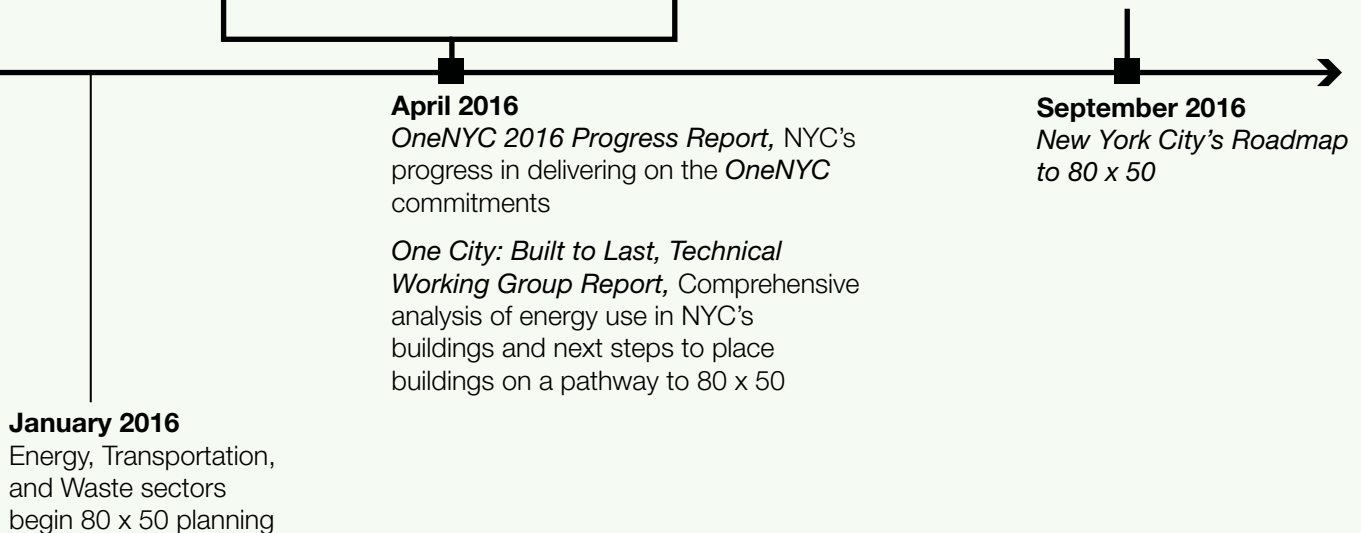 April 2016
OneNYC 2016 Progress Report, NYC’s
progress in delivering on the OneNYC
commitments
One City: Built to Last, Technical
Working Group Report, Comprehensive
analysis of energy use in NYC’s
buildings and next steps to place
buildings on a pathway to 80 x 50
September 2016
New York City’s Roadmap
to 80 x 50
January 2016
Energy, Transportation,
and Waste sectors
begin 80 x 50 planning